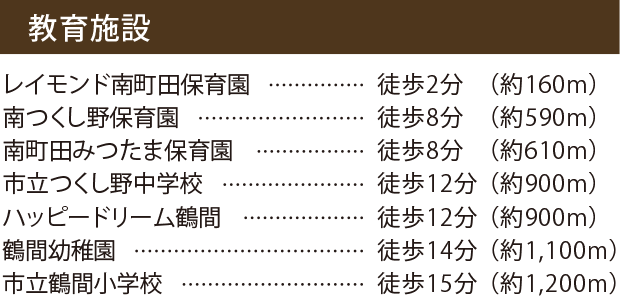 教育施設
レイモンド南町田保育園 …………… 徒歩2分 （約160m）
南つくし野保育園 …………………… 徒歩8分 （約590m）
南町田みつたま保育園 …………… 徒歩8分 （約610m）
市立つくし野中学校 ………………… 徒歩12分（約900m）
ハッピードリーム鶴間 ……………… 徒歩12分（約900m）
鶴間幼稚園 …………………………… 徒歩14分（約1,100m）
市立鶴間小学校 ……………………… 徒歩15分（約1,200m）